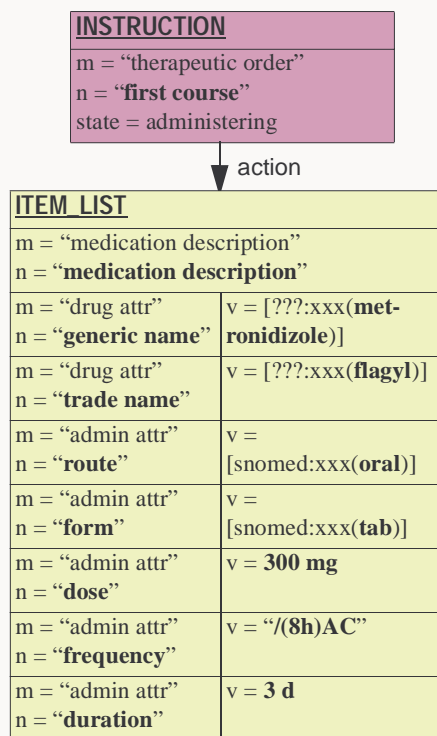 INSTRUCTION
m = “therapeutic order”
n = “first course”
state = administering
action
ITEM_LIST
m = “medication description”
n = “medication description”
m = “drug attr”
n = “generic name”
v = [???:xxx(met-
ronidizole)]
m = “drug attr”
n = “trade name”
v = [???:xxx(flagyl)]
m = “admin attr”
n = “route”
v =
[snomed:xxx(oral)]
m = “admin attr”
n = “form”
v =
[snomed:xxx(tab)]
m = “admin attr”
n = “dose”
v = 300 mg
m = “admin attr”
n = “frequency”
v = “/(8h)AC”
m = “admin attr”
n = “duration”
v = 3 d